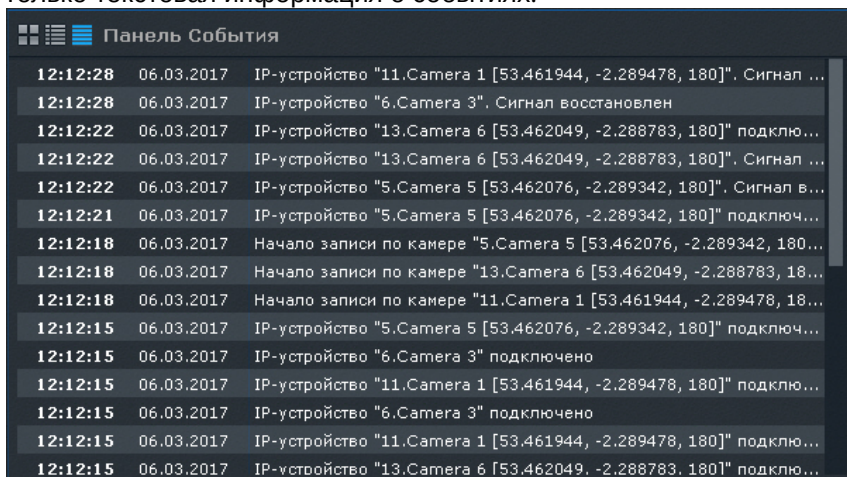 только текстовая информация о событиях.
Панель События
12:12:28 06.03.2017 IP-устройство "11.Camera 1 [53.461944, -2.289478, 180]". Сигнал ...
12:12:28 06.03.2017 IP-устройство "6.Camera 3". Сигнал восстановлен
12:12:22 06.03.2017 IP-устройство "13.Camera 6 [53.462049, -2.288783, 180]" подклю...
12:12:22 06.03.2017 IP-устройство "13.Camera 6 [53.462049, -2.288783, 180]". Сигнал ...
12:12:22 06.03.2017 IP-устройство "5.Camera 5 [53.462076, -2.289342, 180]". Сигнал в...
12:12:21 06.03.2017 IP-устройство "5.Camera 5 [53.462076, -2.289342, 180]" подключ...
12:12:18 06.03.2017 Начало записи по камере "5.Camera 5 [53.462076, -2.289342, 180...
12:12:18 06.03.2017 Начало записи по камере "13.Camera 6 [53.462049, -2.288783, 18...
12:12:18 06.03.2017 Начало записи по камере "11.Camera 1 [53.461944, -2.289478, 18...
12:12:15 06.03.2017 IP-устройство "5.Camera 5 [53.462076, -2.289342, 180]" подключ...
12:12:15 06.03.2017 IP-устройство "6.Camera 3" подключено
12:12:15 06.03.2017 IP-устройство "11.Camera 1 [53.461944, -2.289478, 180]" подклю...
12:12:15 06.03.2017 IP-устройство "6.Camera 3" подключено
12:12:15 06.03.2017 IP-устройство "11.Camera 1 [53.461944, -2.289478, 180]" подклю...
12:12:15 06.03.2017 IP-устройство "13.Camera 6 [53.462049, -2.288783, 180]" подклю...